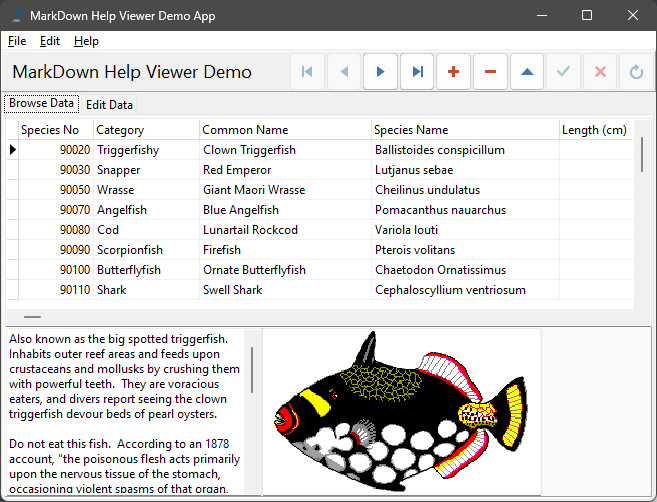 MarkDown Help Viewer Demo App
File Edit Help
MarkDown Help Viewer Demo
Browse Data Edit Data
Species No Category Common Name Species Name Length (cm)
90020 Triggerfishy Clown Triggerfish Ballistoides conspicillum
90030 Snapper Red Emperor Lutjanus sebae
90050 Wrasse Giant Maori Wrasse Cheilinus undulatus
90070 Angelfish Blue Angelfish Pomacanthus nauarchus
90080 Cod Lunartail Rockcod Variola louti
90090 Scorpionfish Firefish Pterois volitans
90100 Butterflyfish Ornate Butterflyfish Chaetodon Ornatissimus
90110 Shark Swell Shark Cephaloscyllium ventriosum
Also known as the big spotted triggerfish.
Inhabits outer reef areas and feeds upon
crustaceans and mollusks by crushing them
with powerful teeth. They are voracious
eaters, and divers report seeing the clown
triggerfish devour beds of pearl oysters.
Do not eat this fish. According to an 1878
account, "the poisonous flesh acts primarily
upon the nervous tissue of the stomach,
occasioning violent spasms of that organ,